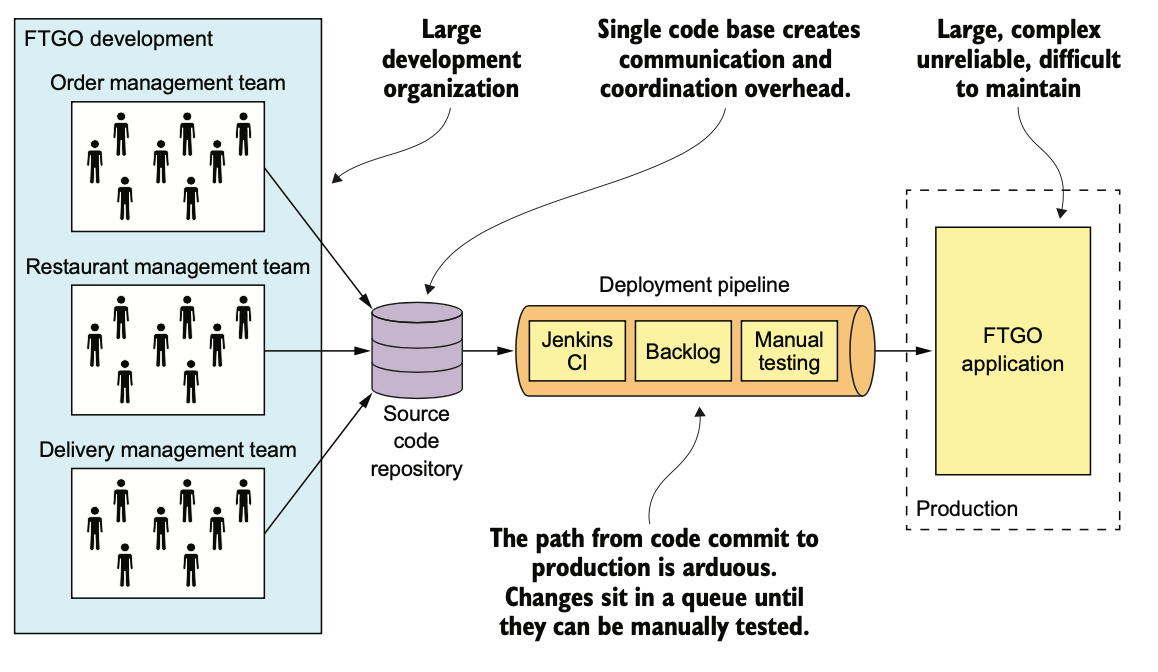 FTGO development
Order management team
Restaurant management team
Delivery management team
Large
development
organization
Single code base creates
communication and
coordination overhead.
Large, complex
unreliable, difficult
to maintain
Source
code
repository
Deployment pipeline
Jenkins
CI
Backlog
Manual
testing
FTGO
application
Production
The path from code commit to
production is arduous.
Changes sit in a queue until
they can be manually tested.